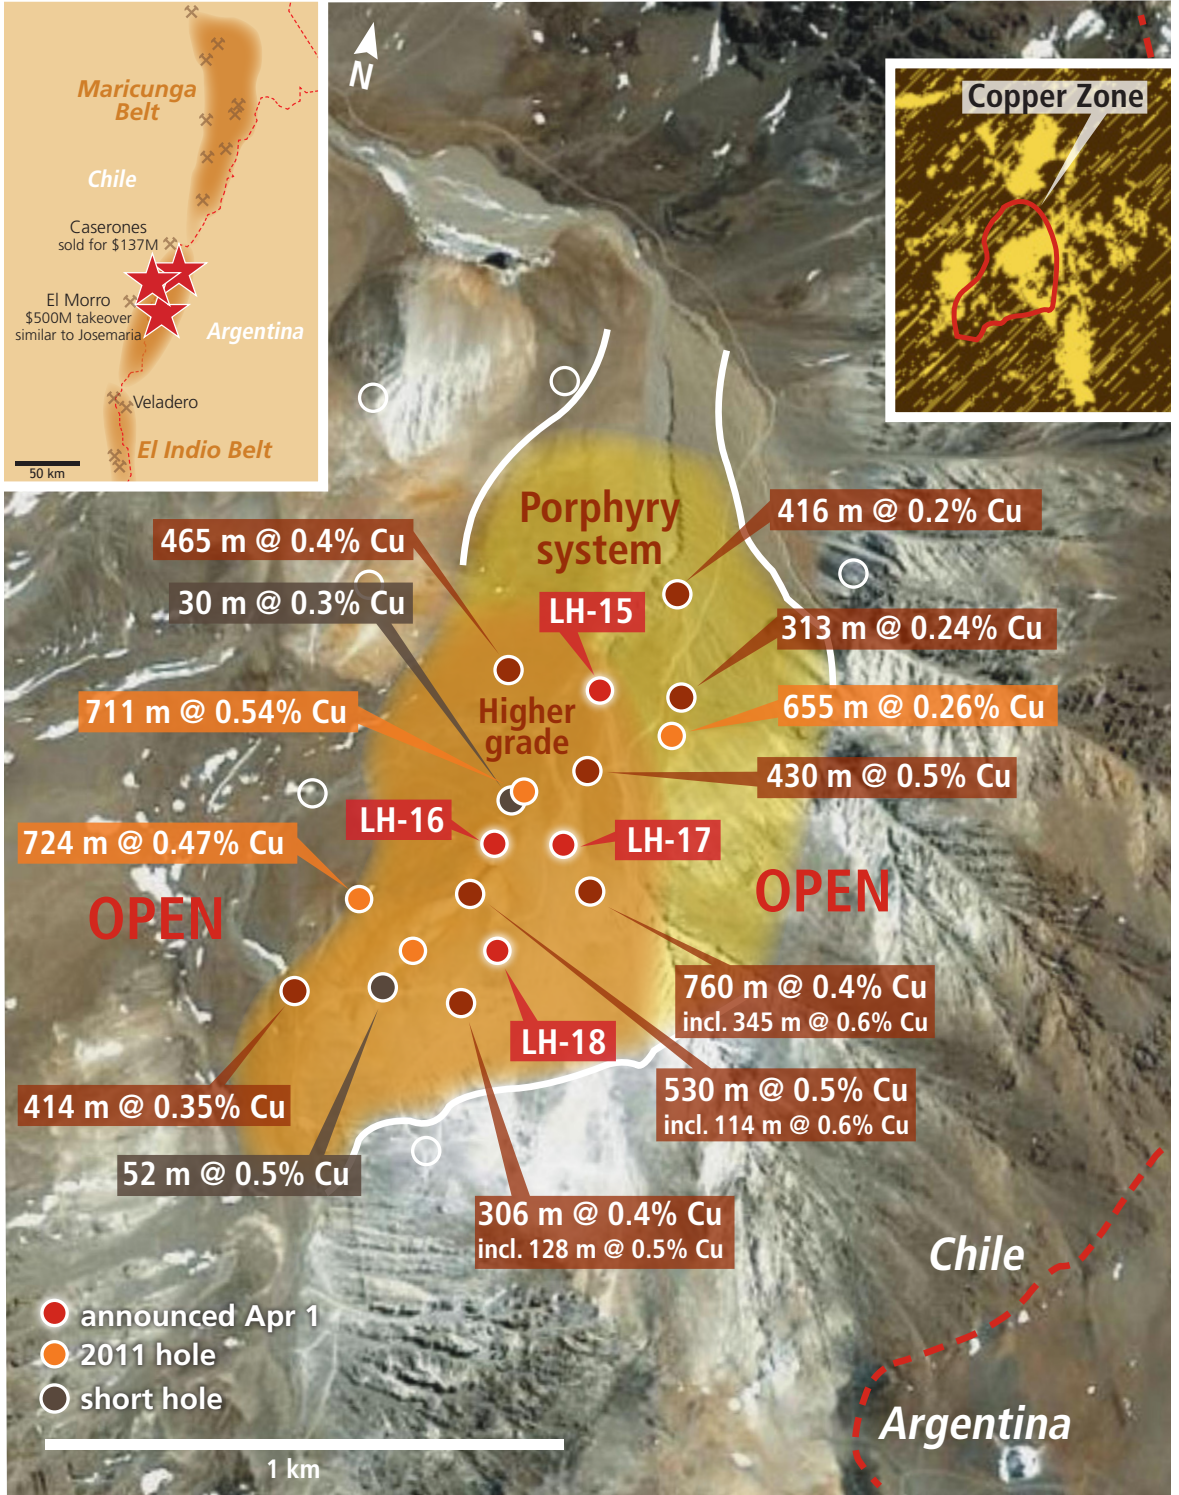 Maricunga
Belt
Chile
Caserones
sold for $137M
El Morro
$500M takeover
similar to Josemaria
Argentina
Veladero
El Indio Belt
50 km
N
Copper Zone
Porphyry
system
416 m @ 0.2% Cu
465 m @ 0.4% Cu
30 m @ 0.3% Cu
LH-15
313 m @ 0.24% Cu
711 m @ 0.54% Cu
Higher
grade
655 m @ 0.26% Cu
430 m @ 0.5% Cu
LH-16
LH-17
724 m @ 0.47% Cu
OPEN
OPEN
760 m @ 0.4% Cu
incl. 345 m @ 0.6% Cu
LH-18
530 m @ 0.5% Cu
incl. 114 m @ 0.6% Cu
414 m @ 0.35% Cu
52 m @ 0.5% Cu
306 m @ 0.4% Cu
incl. 128 m @ 0.5% Cu
Chile
Argentina
announced Apr 1
2011 hole
short hole
1 km